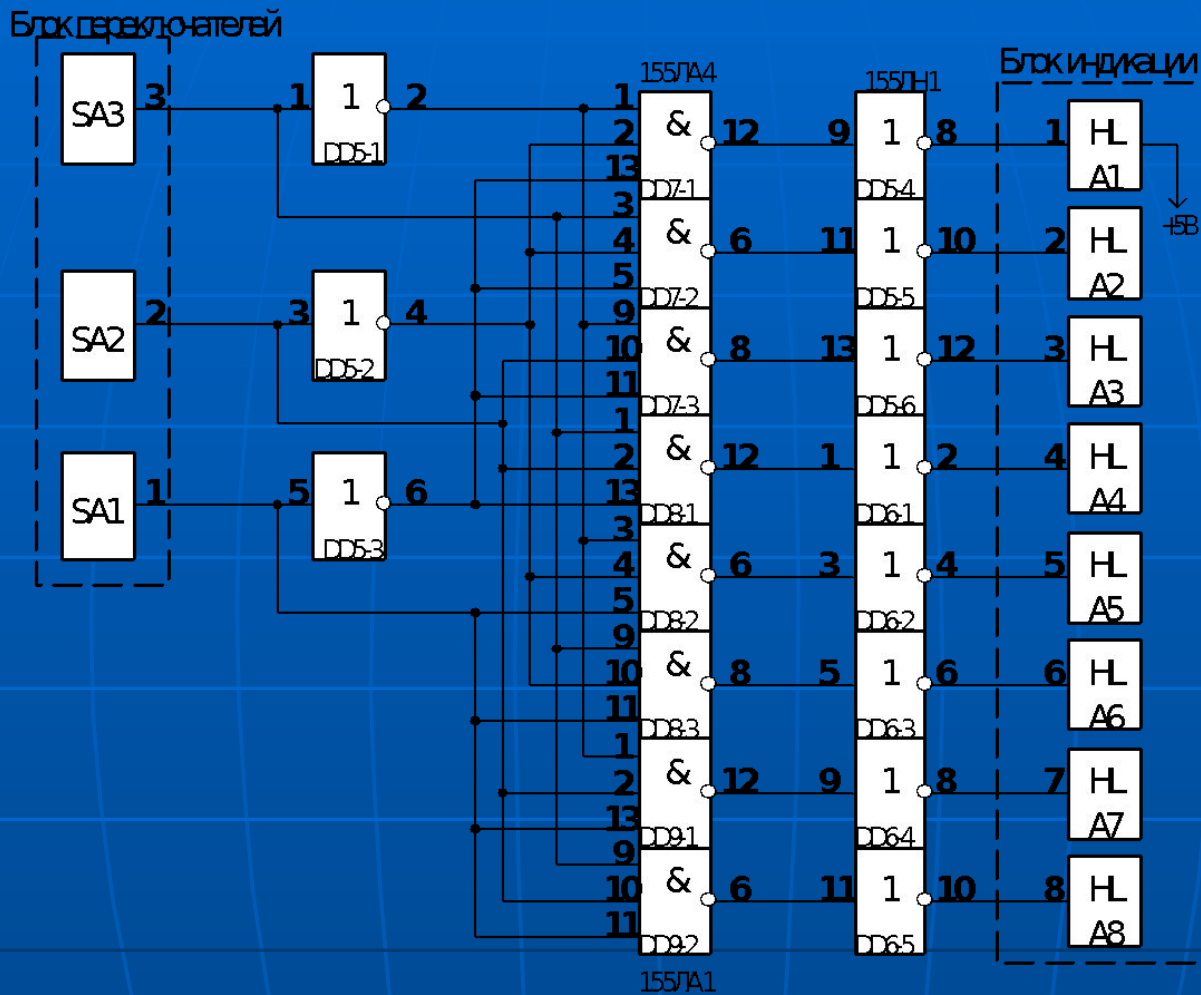 Блок переключателей
155ЛА4
155ЛН1
Блок индикации
SA3
3
1
1
2
DD5-1
SA2
2
3
1
4
DD5-2
SA1
1
5
1
6
DD5-3
1
2
13
&
12
DD7-1
9
1
8
DD5-4
1
HL
A1
+5В
3
4
5
&
6
DD7-2
11
1
10
DD5-5
2
HL
A2
9
10
11
&
8
DD7-3
13
1
12
DD5-6
3
HL
A3
1
2
13
&
12
DD8-1
1
1
2
DD6-1
4
HL
A4
3
4
5
&
6
DD8-2
3
1
4
DD6-2
5
HL
A5
9
10
11
&
8
DD8-3
5
1
6
DD6-3
6
HL
A6
1
2
13
&
12
DD9-1
9
1
8
DD6-4
7
HL
A7
9
10
11
&
6
DD9-2
11
1
10
DD6-5
8
HL
A8
155ЛА1